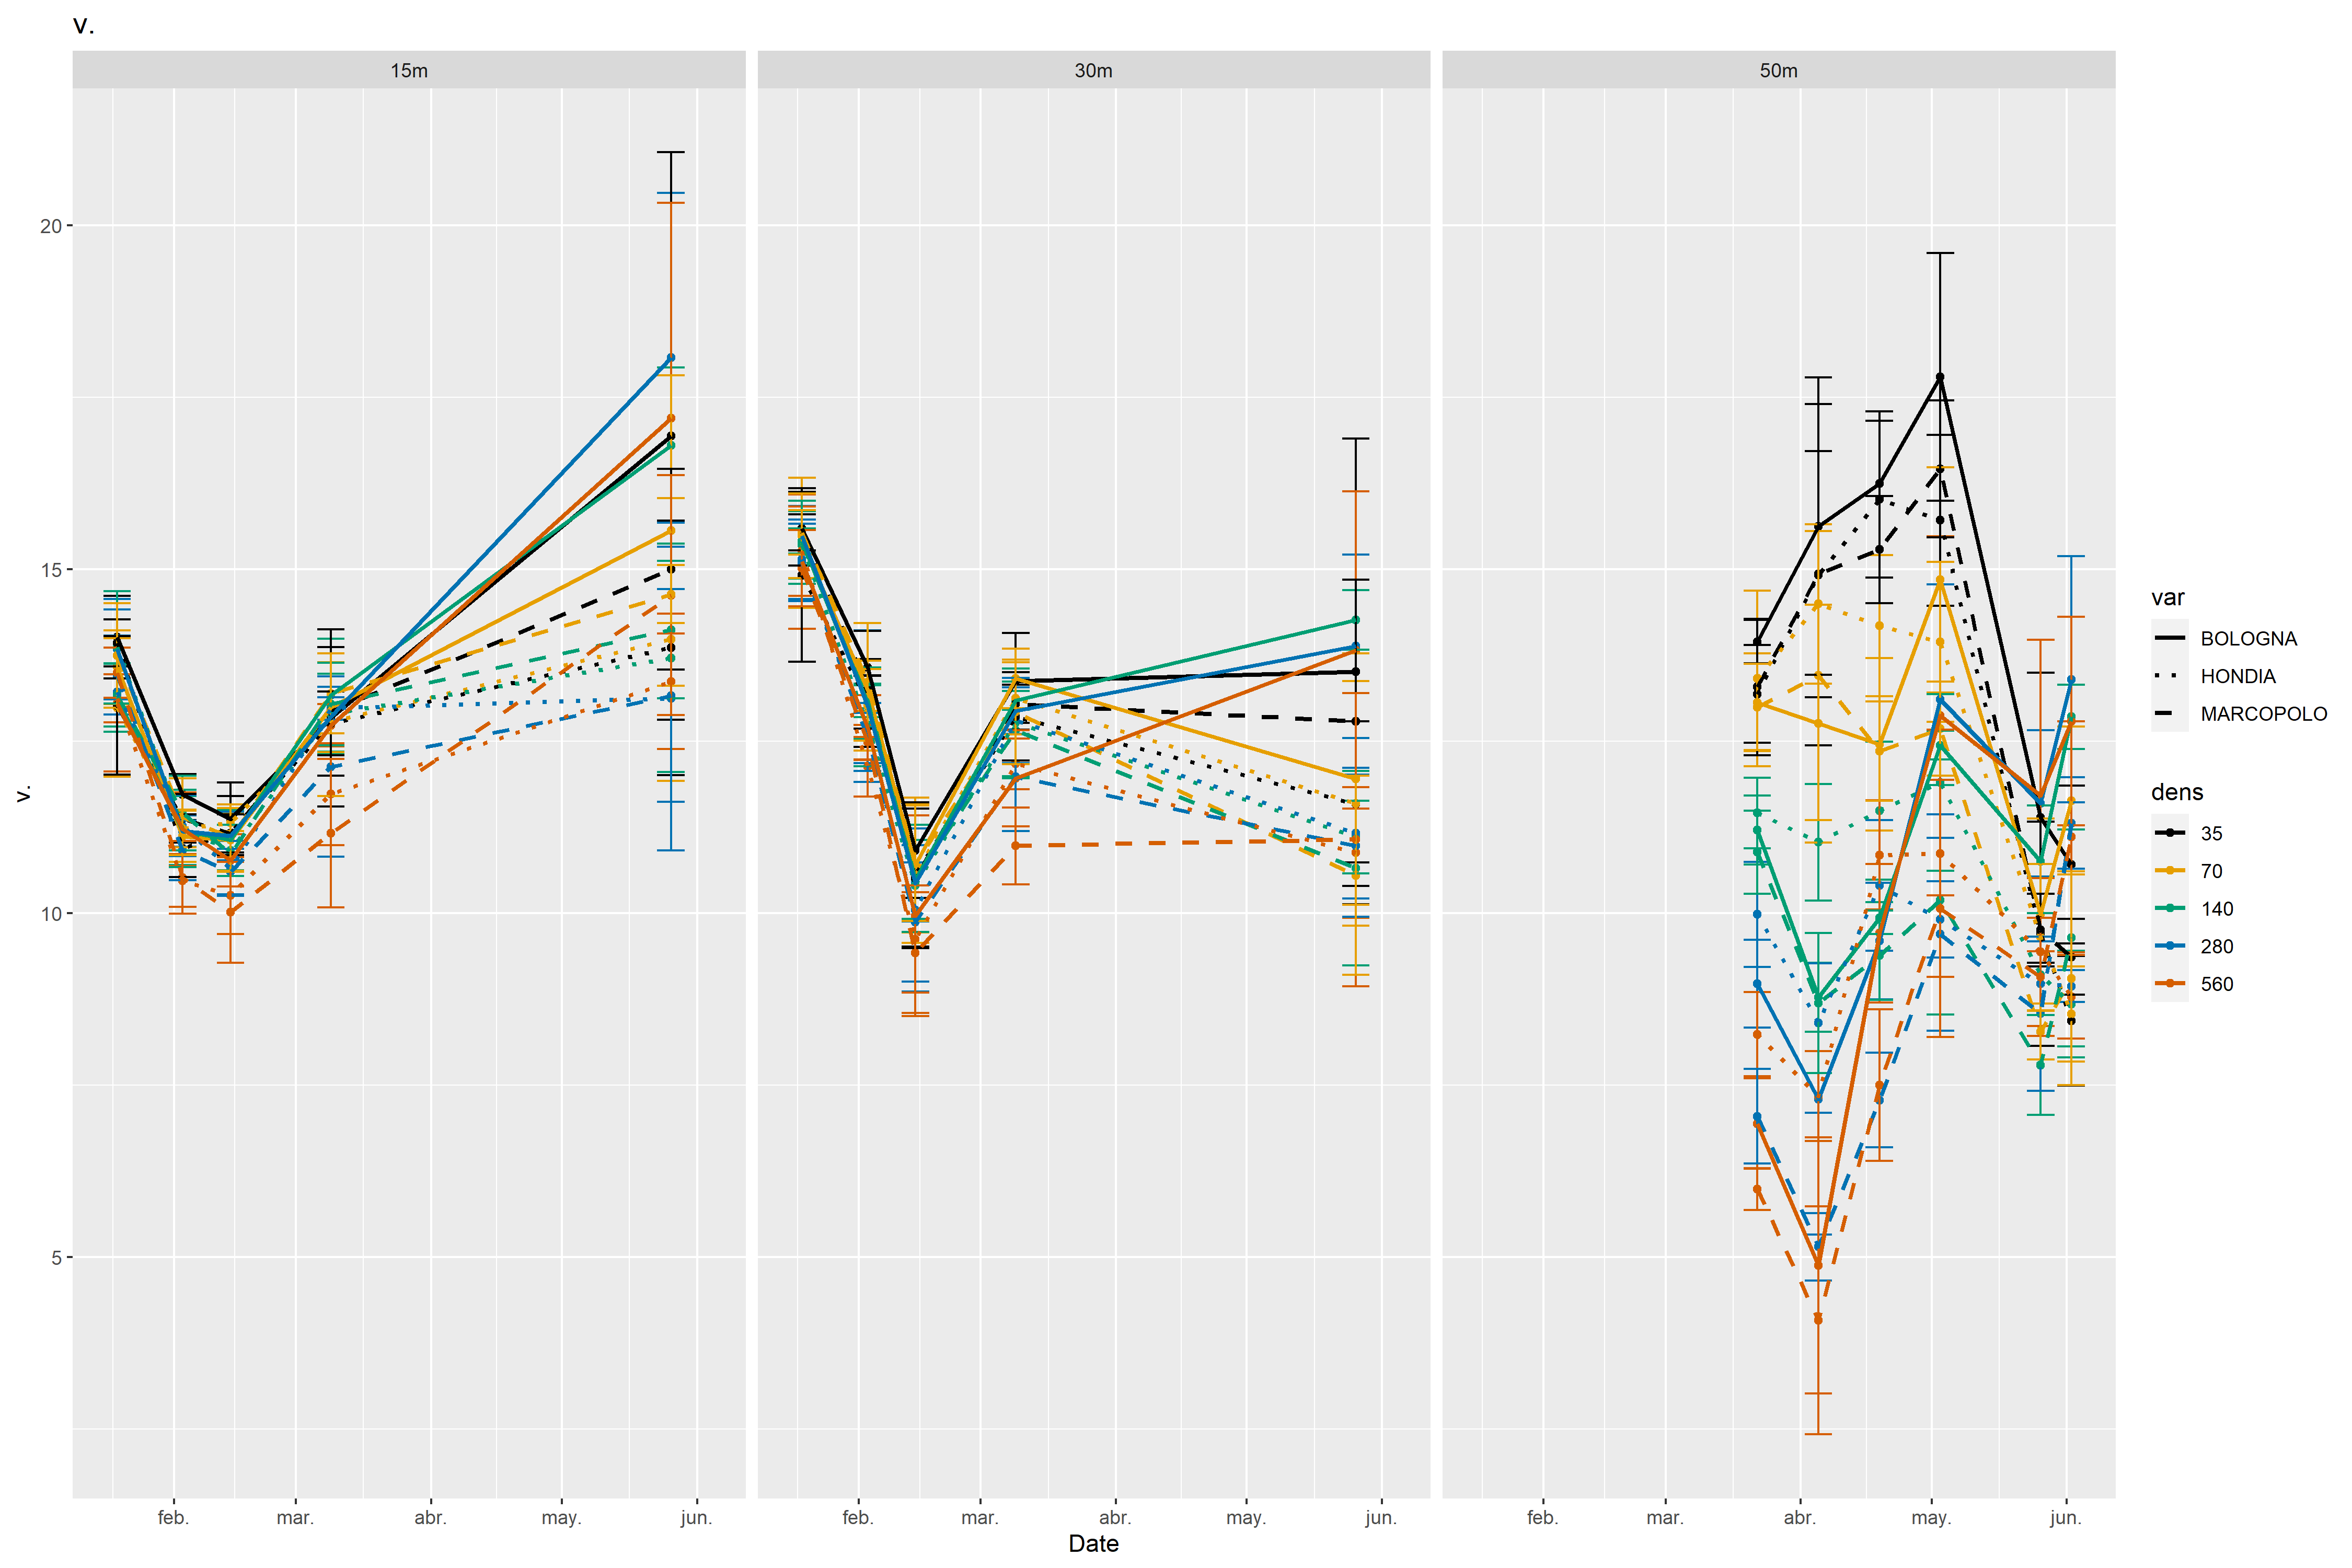 v.
15m
30m
50m
20
15
10
5
v.
feb.
mar.
abr.
may.
jun.
feb.
mar.
abr.
may.
jun.
feb.
mar.
abr.
may.
jun.
Date
var
BOLOGNA
HONDIA
MARCOPOLO
dens
35
70
140
280
560